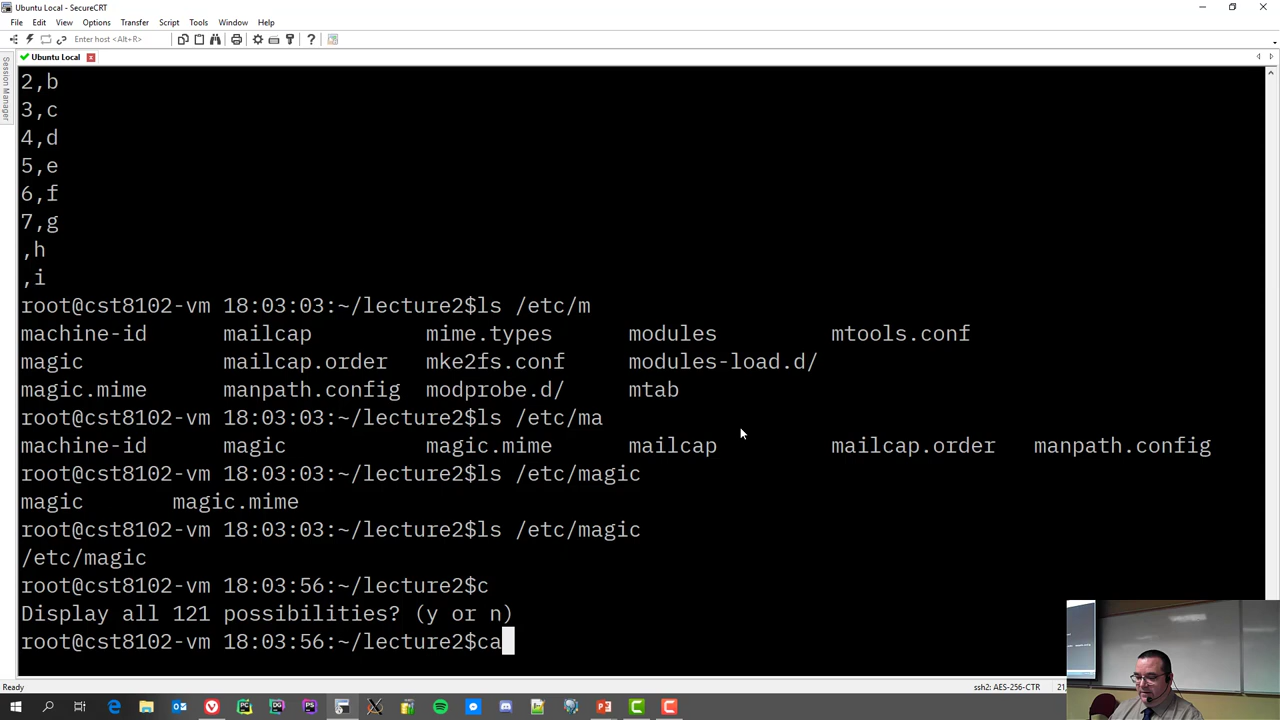 Ubuntu Local - SecureCRT
File Edit View Options Transfer Script Tools Window Help
Enter host <Alt+R>
Session Manager
Ubuntu Local
2,b
3,c
4,d
5,e
6,f
7,g
,h
,i
root@cst8102-vm 18:03:03:~/lecture2$ls /etc/m
machine-id mailcap mime.types modules mtools.conf
magic mailcap.order mke2fs.conf modules-load.d/
magic.mime manpath.config modprobe.d/ mtab
root@cst8102-vm 18:03:03:~/lecture2$ls /etc/ma
machine-id magic magic.mime mailcap mailcap.order manpath.config
root@cst8102-vm 18:03:03:~/lecture2$ls /etc/magic
magic magic.mime
root@cst8102-vm 18:03:03:~/lecture2$ls /etc/magic
/etc/magic
root@cst8102-vm 18:03:56:~/lecture2$c
Display all 121 possibilities? (y or n)
root@cst8102-vm 18:03:56:~/lecture2$ca
Ready ssh2: AES-256-CTR 21,